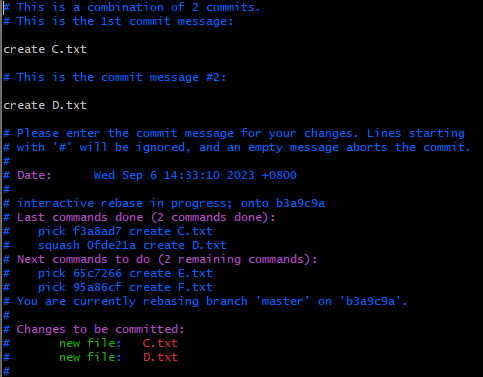 # This is a combination of 2 commits.
# This is the 1st commit message:
create C.txt
# This is the commit message #2:
create D.txt
# Please enter the commit message for your changes. Lines starting
# with '#' will be ignored, and an empty message aborts the commit.
#
# Date:      Wed Sep 6 14:33:10 2023 +0800
#
# interactive rebase in progress; onto b3a9c9a
# Last commands done (2 commands done):
#    pick f3a8ad7 create C.txt
#    squash 0fde21a create D.txt
# Next commands to do (2 remaining commands):
#    pick 65c7266 create E.txt
#    pick 95a86cf create F.txt
# You are currently rebasing branch 'master' on 'b3a9c9a'.
#
# Changes to be committed:
#       new file:   C.txt
#       new file:   D.txt
#